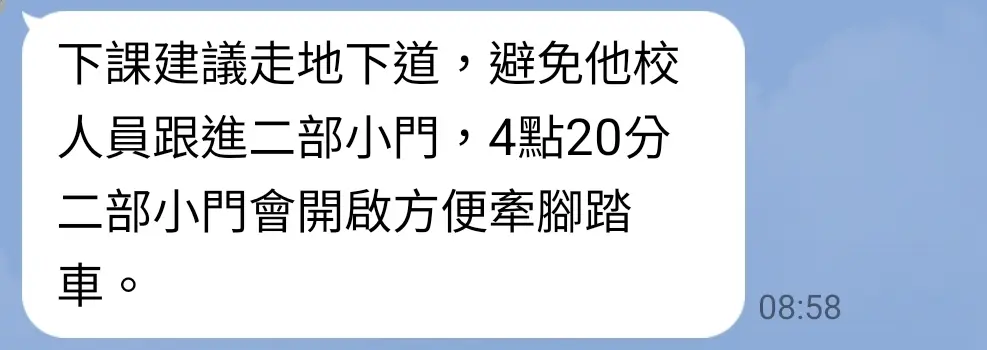 下課建議走地下道，避免他校
人員跟進二部小門，4點20分
二部小門會開啟方便牽腳踏
車。
08:58